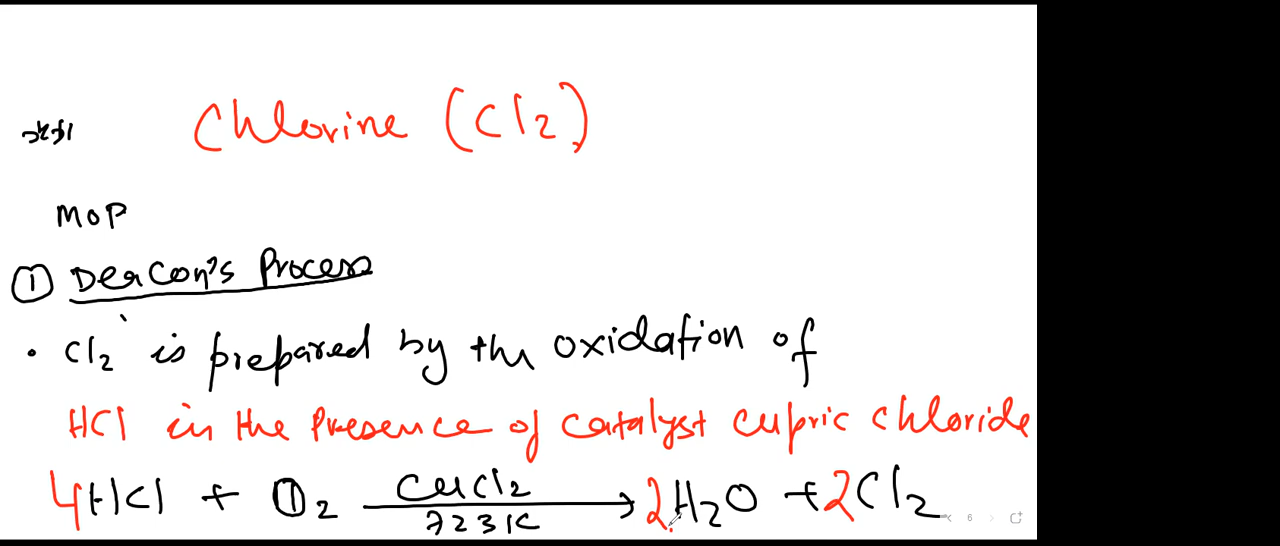 Chlorine (Cl2)
MOP
① Deacon's Process
• Cl2 is prepared by the oxidation of
HCl in the Presence of catalyst cupric chloride
4HCl + O2 CuCl2 723K → 2H2O + 2Cl2
6